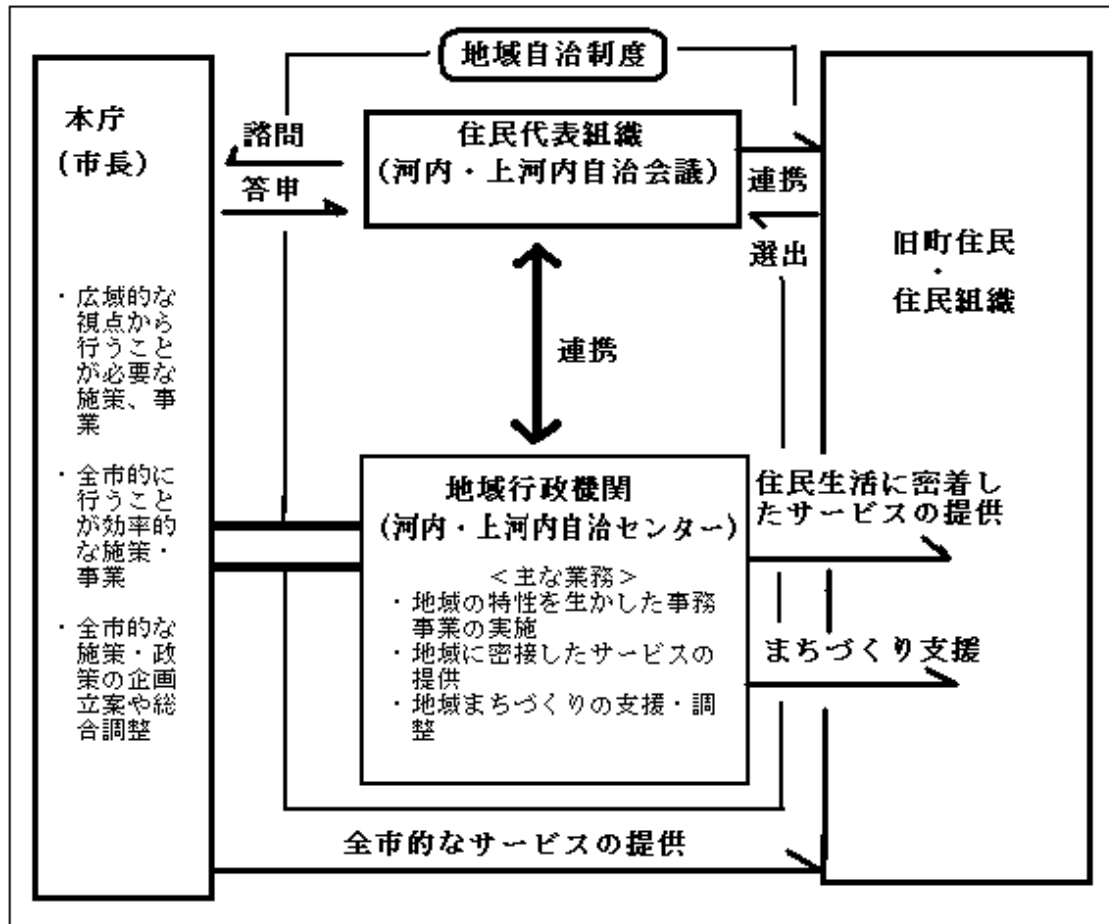 地域自治制度
本庁
(市長)
諮問
答申
住民代表組織
(河内・上河内自治会議)
連携
選出
旧町住民
・
住民組織
・広域的な
視点から
行うこと
が必要な
施策、事
業
・全市的に
行うこと
が効率的
な施策・
事業
・全市的な
施策・政
策の企画
立案や総
合調整
連携
地域行政機関
(河内・上河内自治センター)
＜主な業務＞
・地域の特性を生かした事務
事業の実施
・地域に密接したサービスの
提供
・地域まちづくりの支援・調
整
住民生活に密着し
たサービスの提供
まちづくり支援
全市的なサービスの提供